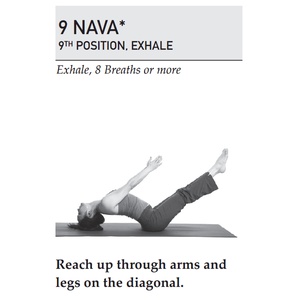 9 NAVA*
9TH POSITION, EXHALE
Exhale, 8 Breaths or more
Reach up through arms and
legs on the diagonal.